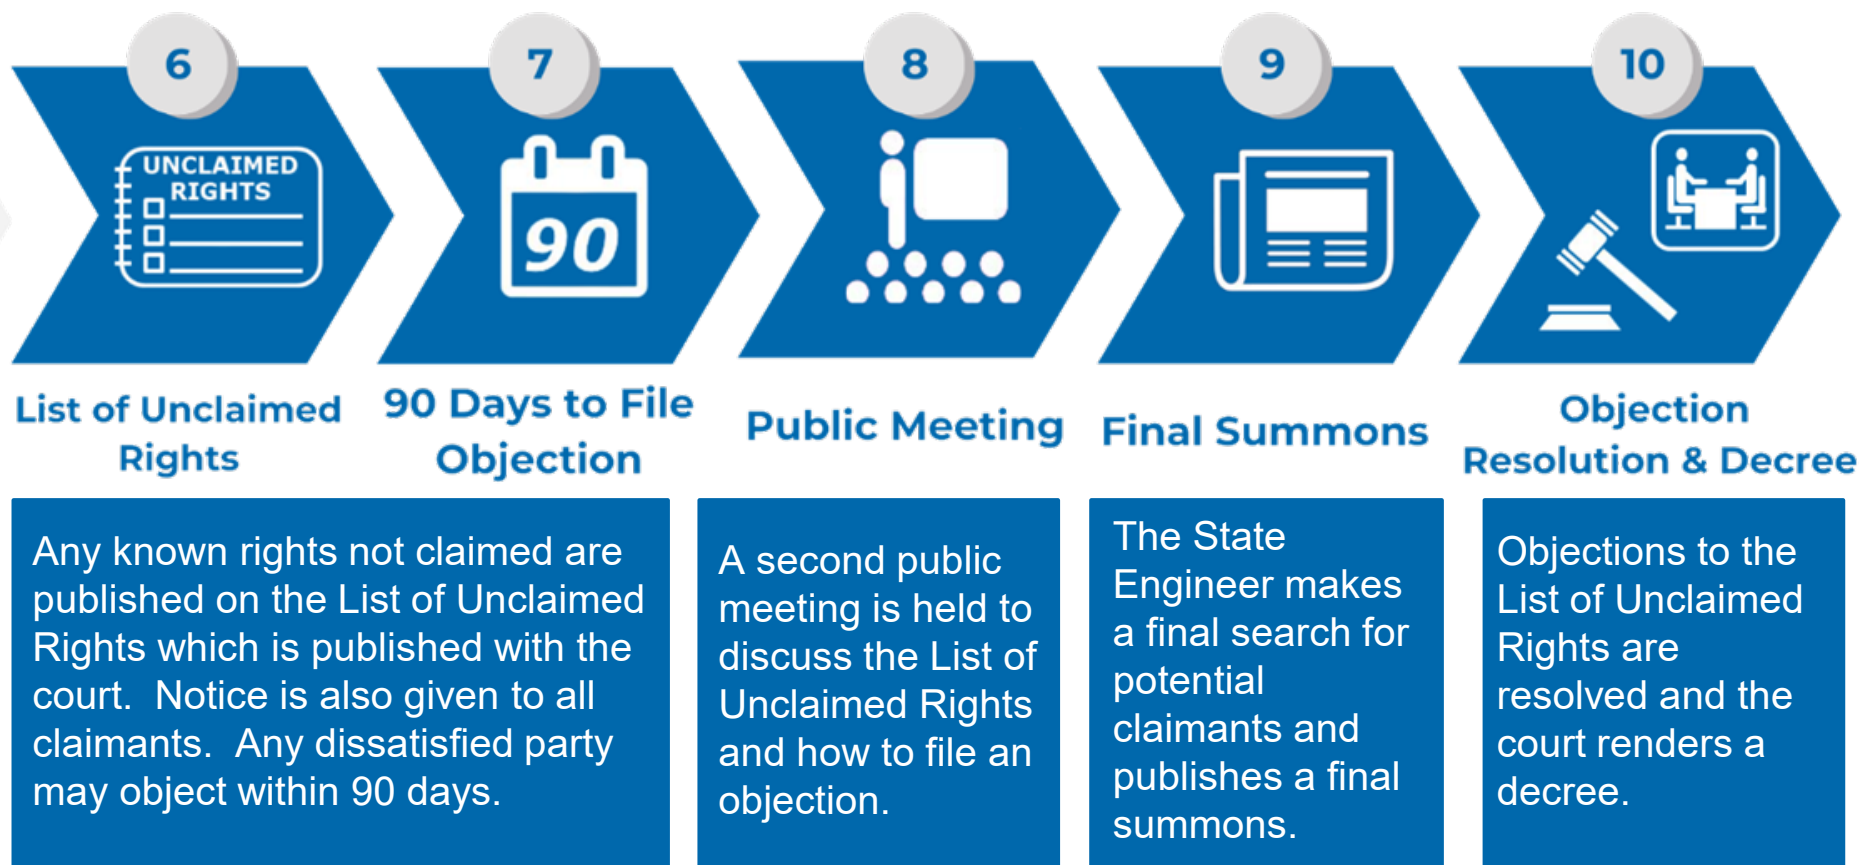 6
7
8
9
10
UNCLAIMED
RIGHTS
90
List of Unclaimed
Rights
90 Days to File
Objection
Public Meeting
Final Summons
Objection
Resolution & Decree
Any known rights not claimed are
published on the List of Unclaimed
Rights which is published with the
court.  Notice is also given to all
claimants.  Any dissatisfied party
may object within 90 days.
A second public
meeting is held to
discuss the List of
Unclaimed Rights
and how to file an
objection.
The State
Engineer makes
a final search for
potential
claimants and
publishes a final
summons.
Objections to the
List of Unclaimed
Rights are
resolved and the
court renders a
decree.